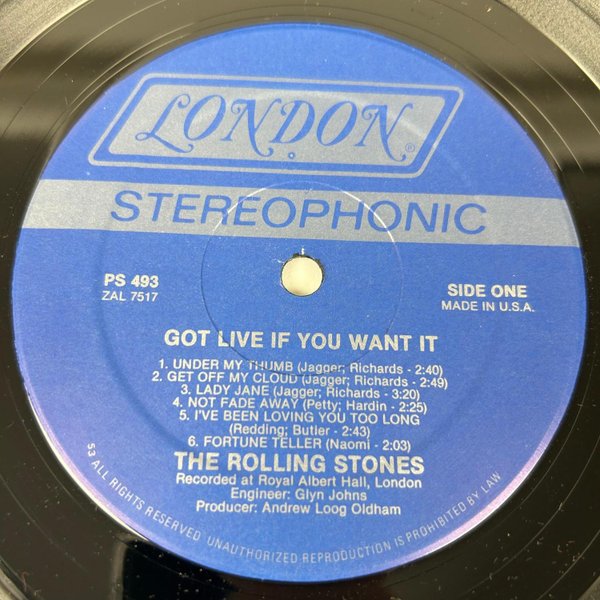 LONDON®
STEREOPHONIC
PS 493
ZAL 7517
SIDE ONE
MADE IN U.S.A.
GOT LIVE IF YOU WANT IT
1. UNDER MY THUMB (Jagger; Richards - 2:40)
2. GET OFF MY CLOUD (Jagger; Richards - 2:49)
3. LADY JANE (Jagger; Richards - 3:20)
4. NOT FADE AWAY (Petty; Hardin - 2:25)
5. I'VE BEEN LOVING YOU TOO LONG
(Redding; Butler - 2:43)
6. FORTUNE TELLER (Naomi - 2:03)
THE ROLLING STONES
Recorded at Royal Albert Hall, London
Engineer: Glyn Johns
Producer: Andrew Loog Oldham
53 ALL RIGHTS RESERVED UNAUTHORIZED REPRODUCTION IS PROHIBITED BY LAW